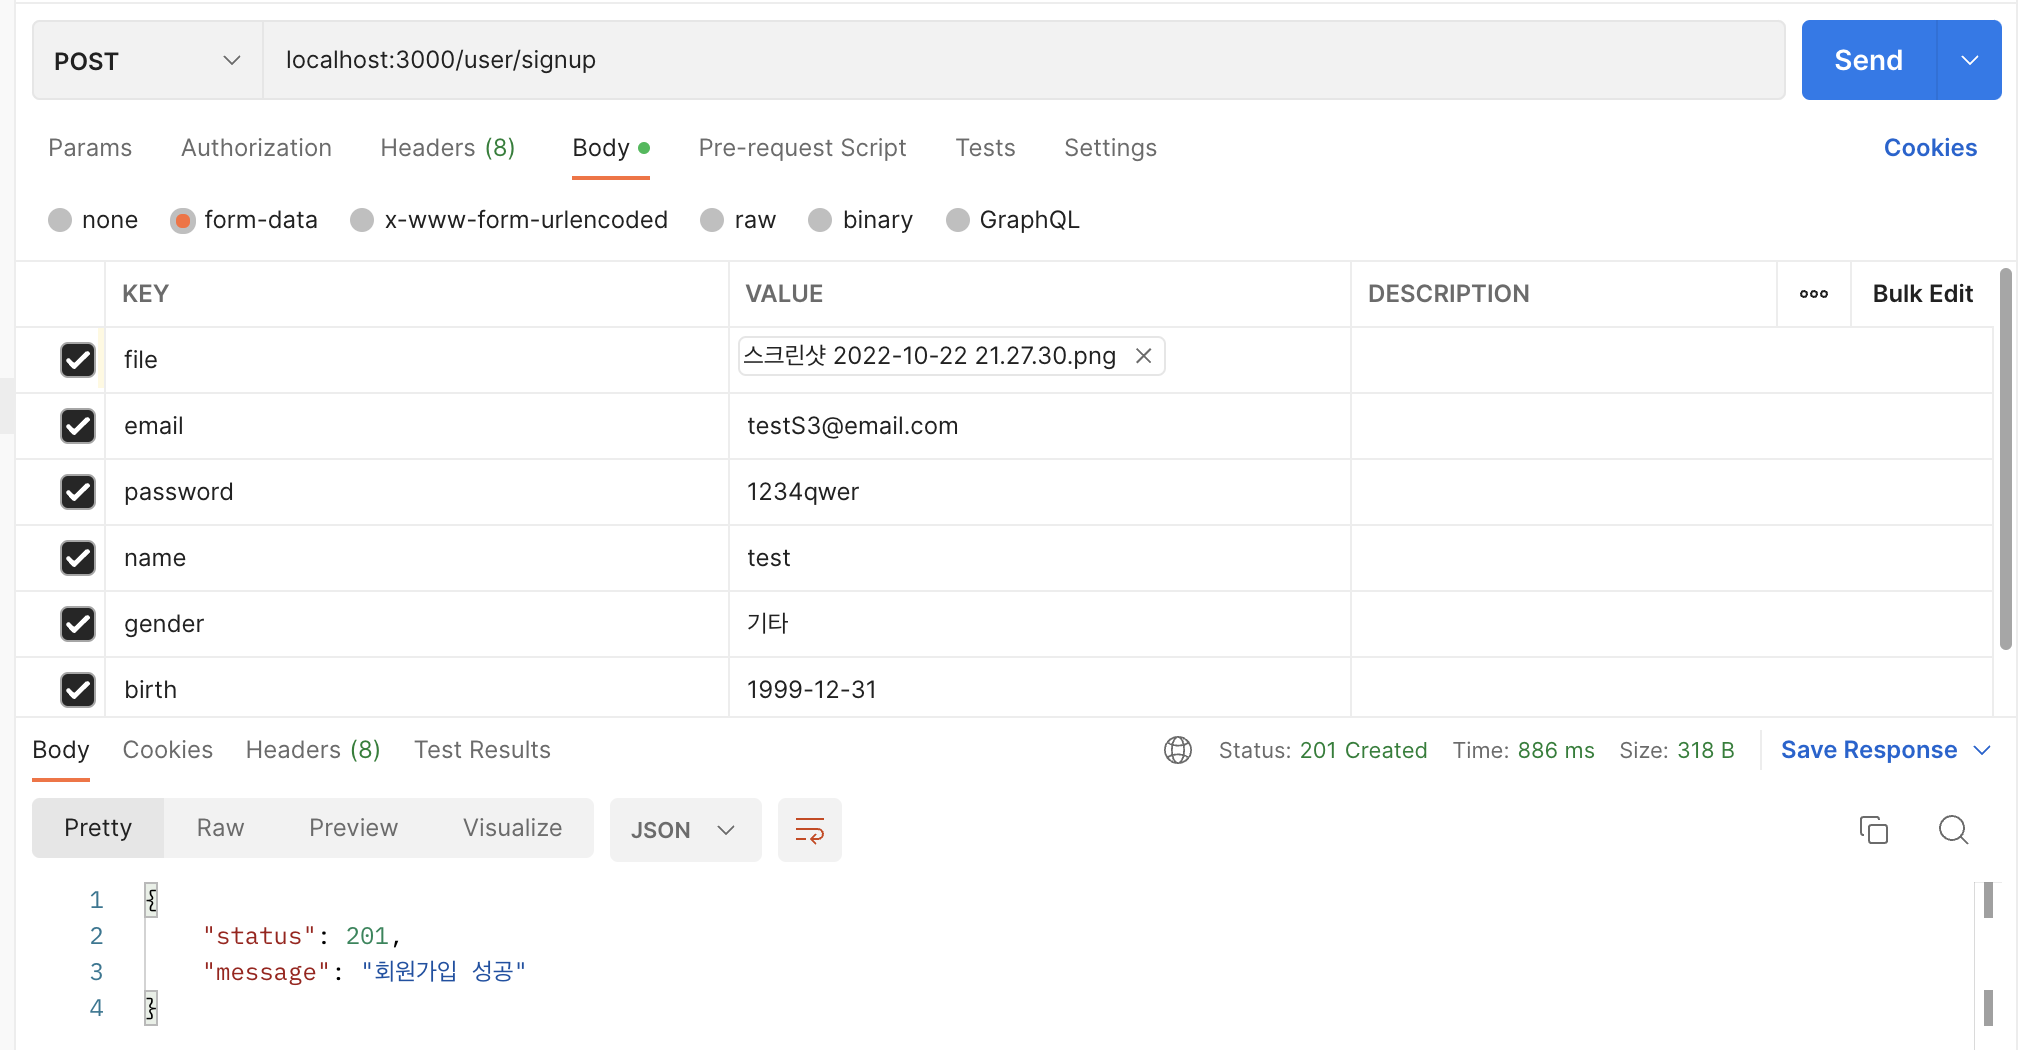 POST localhost:3000/user/signup Send
Params Authorization Headers (8) Body Pre-request Script Tests Settings Cookies
none form-data x-www-form-urlencoded raw binary GraphQL
KEY VALUE DESCRIPTION ooo Bulk Edit
file 스크린샷 2022-10-22 21.27.30.png
email testS3@email.com
password 1234qwer
name test
gender 기타
birth 1999-12-31
Body Cookies Headers (8) Test Results Status: 201 Created Time: 886 ms Size: 318 B Save Response
Pretty Raw Preview Visualize JSON
1 {
2 "status": 201,
3 "message": "회원가입 성공"
4 }